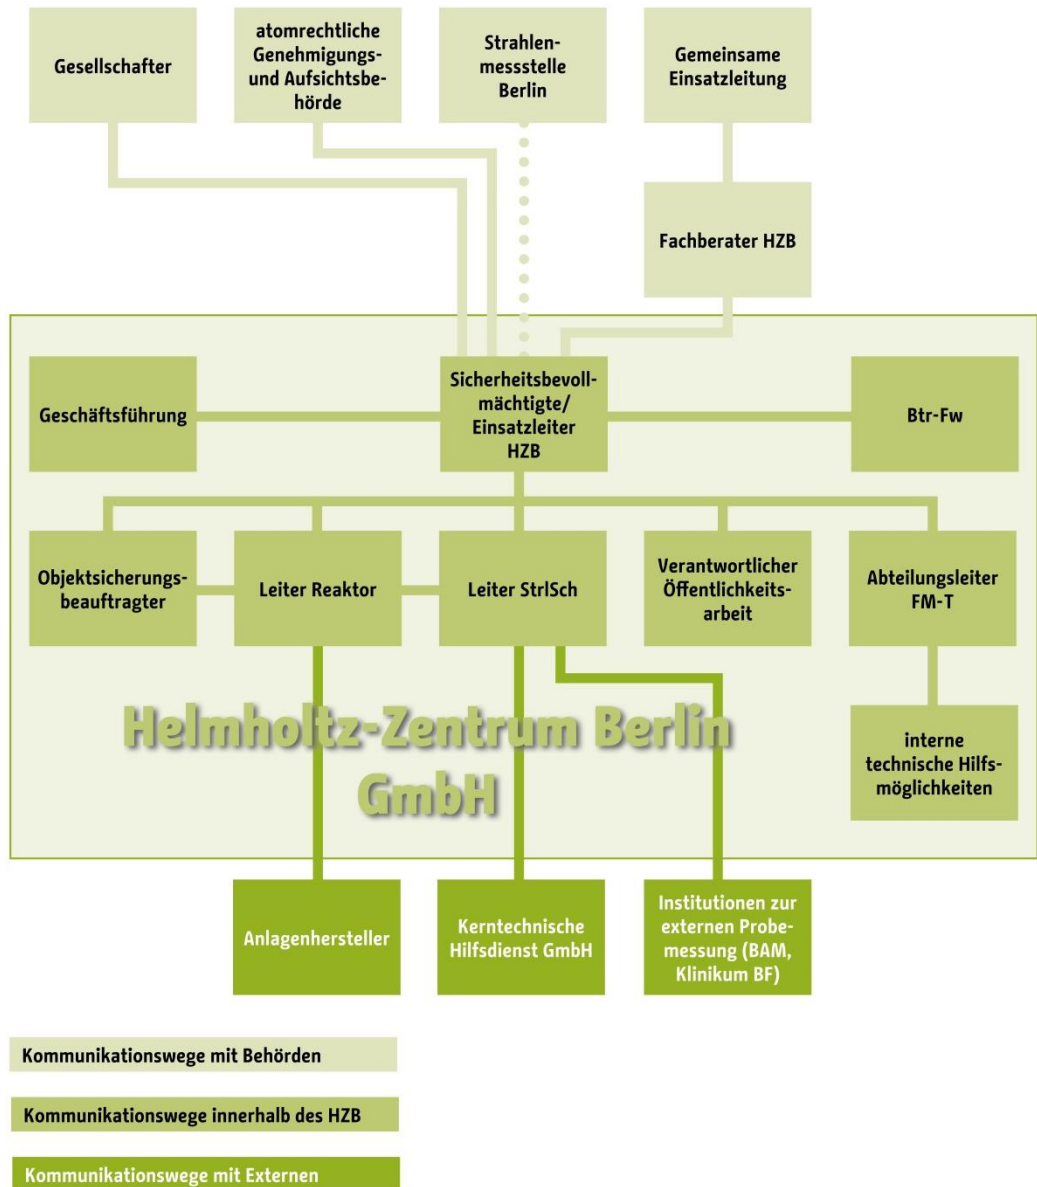 Gesellschafter
atomrechtliche
Genehmigungs-
und Aufsichtsbe-
hörde
Strahlen-
messstelle
Berlin
Gemeinsame
Einsatzleitung
Fachberater HZB
Geschäftsführung
Sicherheitsbevoll-
mächtigte/
Einsatzleiter
HZB
Btr-Fw
Objektsicherungs-
beauftragter
Leiter Reaktor
Leiter StrlSch
Verantwortlicher
Öffentlichkeits-
arbeit
Abteilungsleiter
FM-T
Helmholtz-Zentrum Berlin
GmbH
interne
technische Hilfs-
möglichkeiten
Anlagenhersteller
Kerntechnische
Hilfsdienst GmbH
Institutionen zur
externen Probe-
messung (BAM,
Klinikum BF)
Kommunikationswege mit Behörden
Kommunikationswege innerhalb des HZB
Kommunikationswege mit Externen